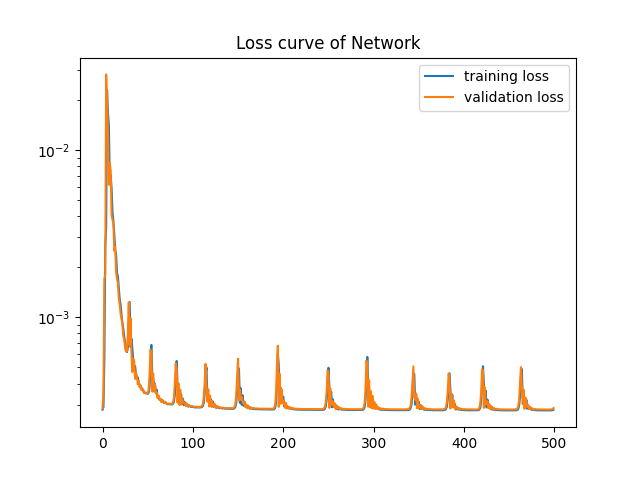 Loss curve of Network
training loss
validation loss
10⁻²
10⁻³
0 100 200 300 400 500